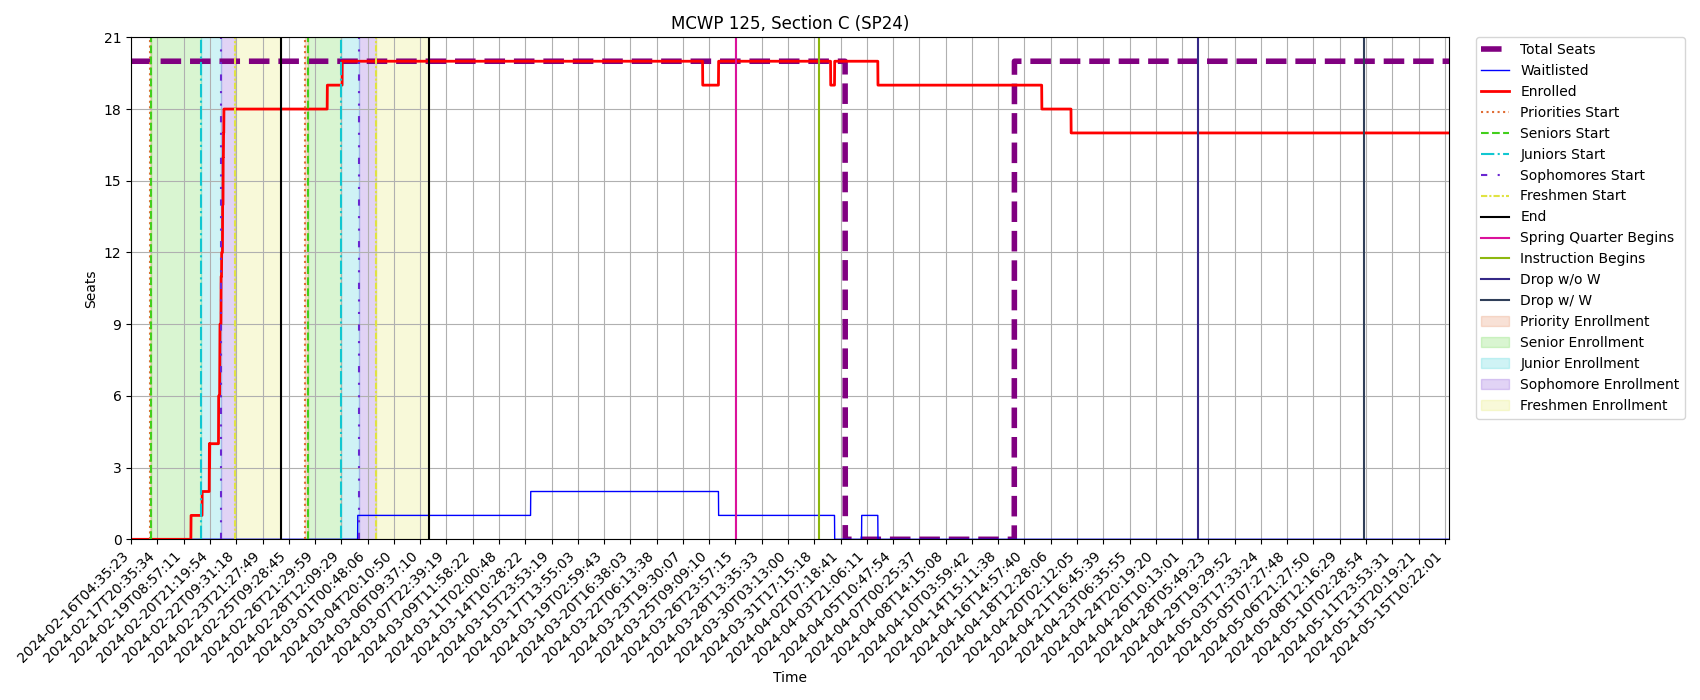 MCWP 125, Section C (SP24)
21
18
15
12
9
6
3
0
Seats
2024-02-16T04:35:23
2024-02-17T20:35:34
2024-02-19T08:57:11
2024-02-20T21:19:54
2024-02-22T09:31:18
2024-02-23T21:27:49
2024-02-25T09:28:45
2024-02-26T21:29:59
2024-02-28T12:09:29
2024-03-01T00:48:06
2024-03-04T20:10:50
2024-03-06T09:37:10
2024-03-07T22:39:19
2024-03-09T11:58:22
2024-03-11T02:00:48
2024-03-14T10:28:22
2024-03-15T23:53:19
2024-03-17T13:55:03
2024-03-19T02:59:43
2024-03-20T16:38:03
2024-03-22T06:13:38
2024-03-23T19:30:07
2024-03-25T09:09:10
2024-03-26T23:57:15
2024-03-28T13:35:33
2024-03-30T03:13:00
2024-03-31T17:15:18
2024-04-02T07:18:41
2024-04-03T21:06:11
2024-04-05T10:47:54
2024-04-07T00:25:37
2024-04-08T14:15:08
2024-04-10T03:59:42
2024-04-14T15:11:38
2024-04-16T14:57:40
2024-04-18T12:28:06
2024-04-20T02:12:05
2024-04-21T16:45:39
2024-04-23T06:35:55
2024-04-24T20:19:20
2024-04-26T10:13:01
2024-04-28T05:49:23
2024-04-29T19:29:52
2024-05-03T17:33:24
2024-05-05T07:27:48
2024-05-06T21:27:50
2024-05-08T12:16:29
2024-05-10T02:28:54
2024-05-11T23:53:31
2024-05-13T20:19:21
2024-05-15T10:22:01
Time
Total Seats
Waitlisted
Enrolled
Priorities Start
Seniors Start
Juniors Start
Sophomores Start
Freshmen Start
End
Spring Quarter Begins
Instruction Begins
Drop w/o W
Drop w/ W
Priority Enrollment
Senior Enrollment
Junior Enrollment
Sophomore Enrollment
Freshmen Enrollment